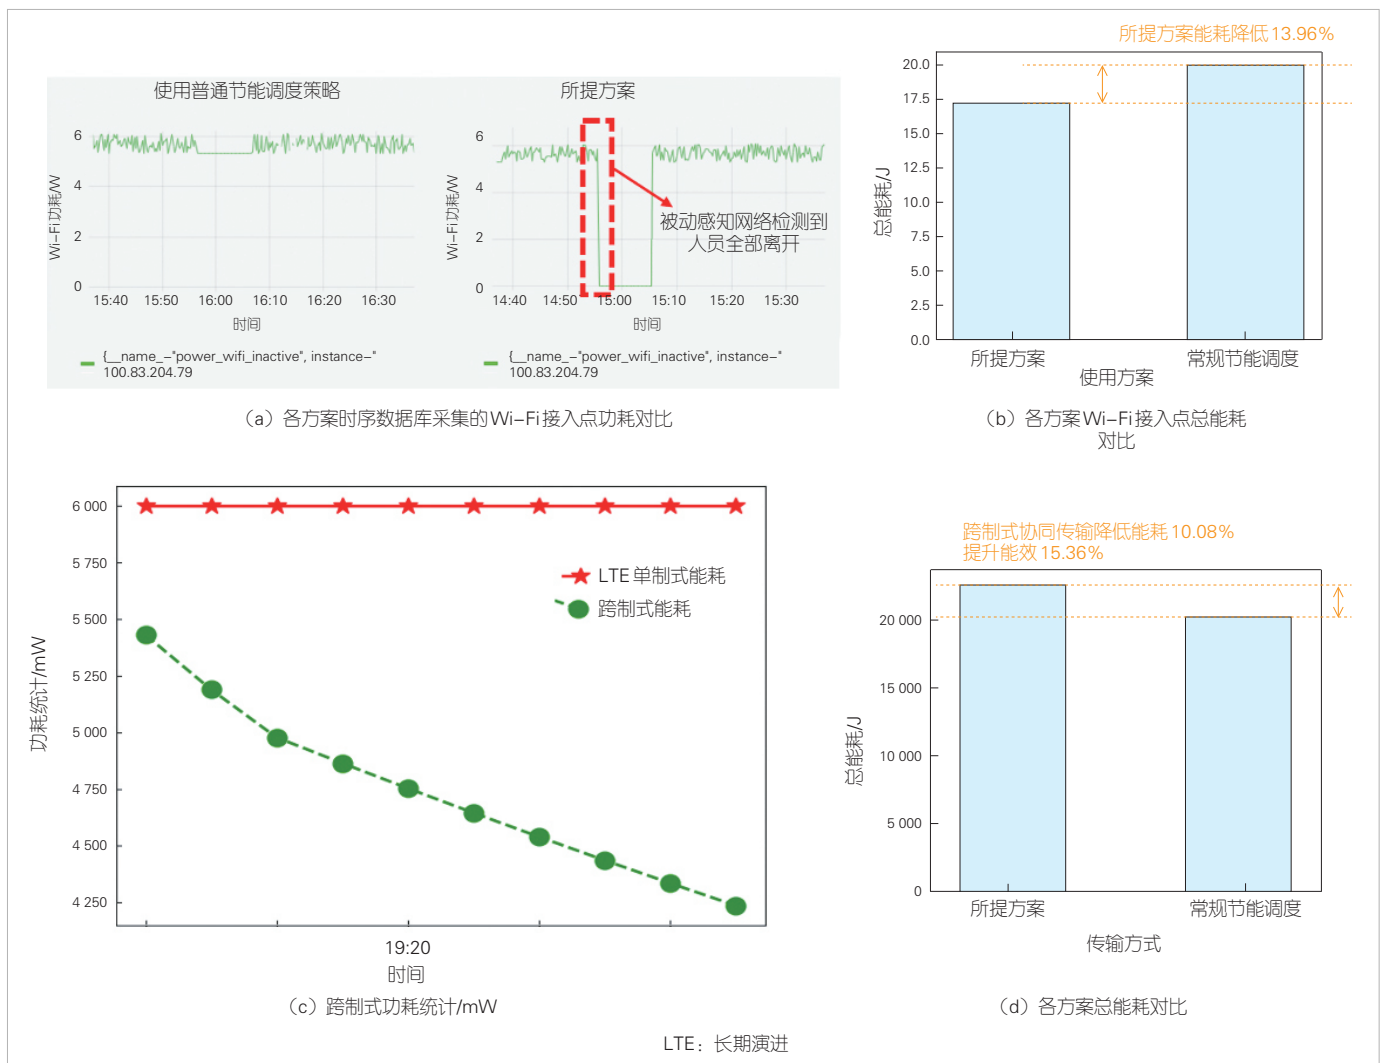 使用普通节能调度策略
Wi-Fi功耗/W
6
4
2
0
15:40 15:50 16:00 16:10 16:20 16:30
时间
{__name_-"power_wifi_inactive", instance-"
100.83.204.79
所提方案
Wi-Fi功耗/W
6
4
2
0
被动感知网络检测到
人员全部离开
14:40 14:50 15:00 15:10 15:20 15:30
时间
{__name_-"power_wifi_inactive", instance-"
100.83.204.79
(a)各方案时序数据库采集的Wi-Fi接入点功耗对比
所提方案能耗降低13.96%
总能耗/J
20.0
17.5
15.0
12.5
10.0
7.5
5.0
2.5
0.0
所提方案 常规节能调度
使用方案
(b)各方案Wi-Fi接入点总能耗
对比
功耗统计/mW
6 000
5 750
5 500
5 250
5 000
4 750
4 500
4 250
LTE单制式能耗
跨制式能耗
19:20
时间
(c)跨制式功耗统计/mW
跨制式协同传输降低能耗10.08%
提升能效15.36%
总能耗/J
20 000
15 000
10 000
5 000
0
所提方案 常规节能调度
传输方式
(d)各方案总能耗对比
LTE:长期演进